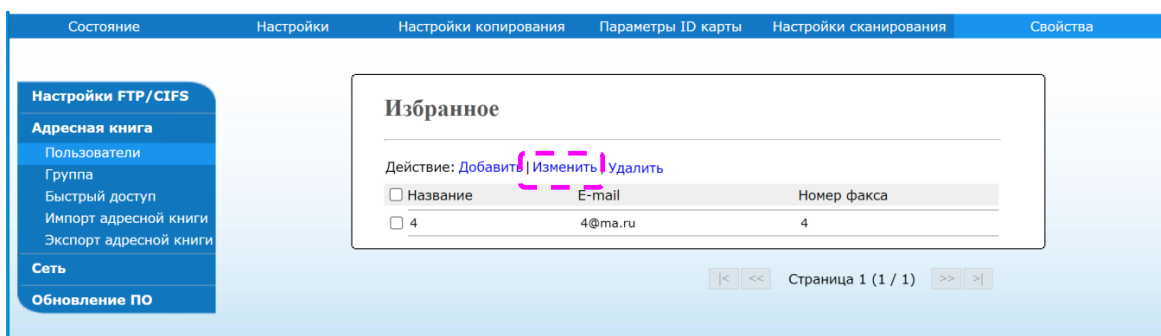 Состояние Настройки Настройки копирования Параметры ID карты Настройки сканирования Свойства
Настройки FTP/CIFS
Адресная книга
Пользователи
Группа
Быстрый доступ
Импорт адресной книги
Экспорт адресной книги
Сеть
Обновление ПО
Избранное
Действие: Добавить | Изменить | Удалить
Название E-mail Номер факса
4 4@ma.ru 4
|< << Страница 1 (1 / 1) >> >|